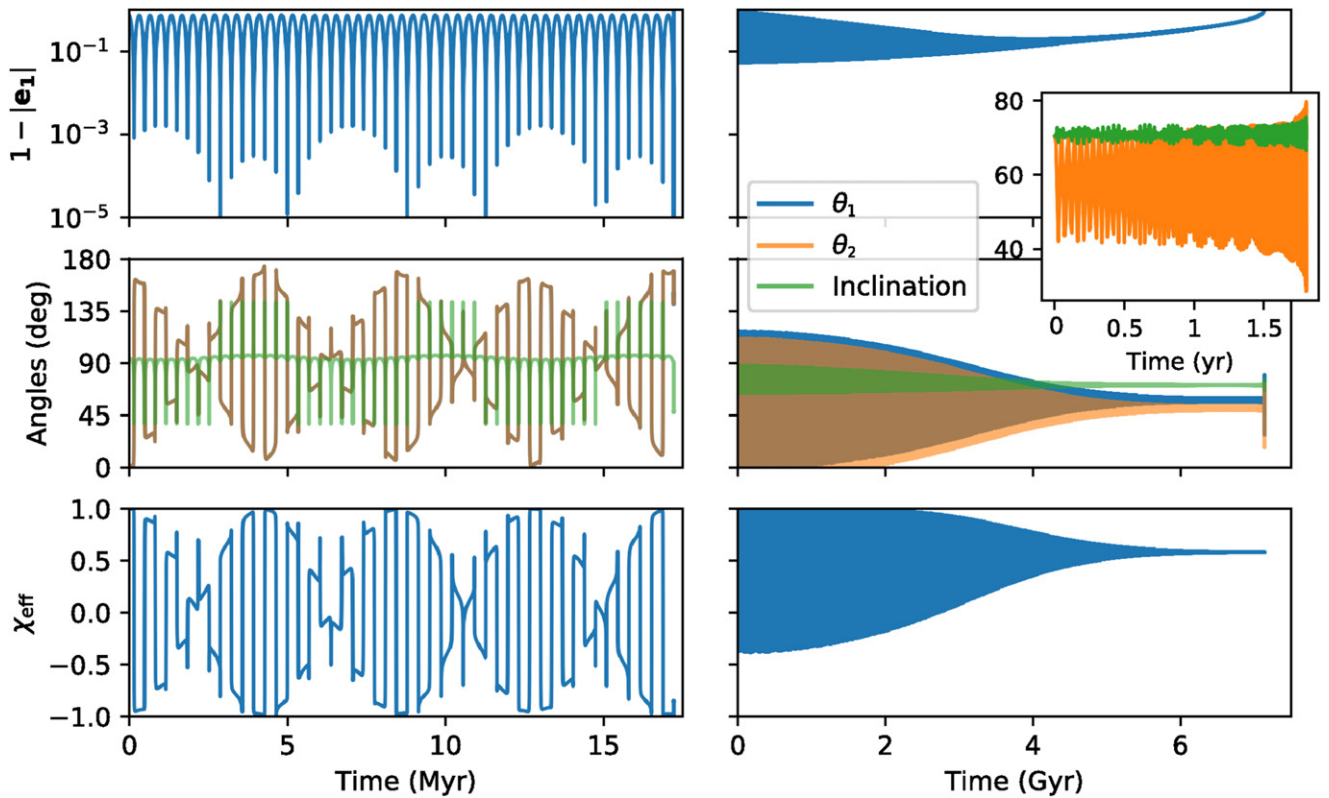 1 − |e₁|
10⁻¹
10⁻³
10⁻⁵
80
60
40
0 0.5 1 1.5
Time (yr)
θ₁
θ₂
Inclination
Angles (deg)
180
135
90
45
0
χeff
1.0
0.5
0.0
−0.5
−1.0
0 5 10 15
Time (Myr)
0 2 4 6
Time (Gyr)